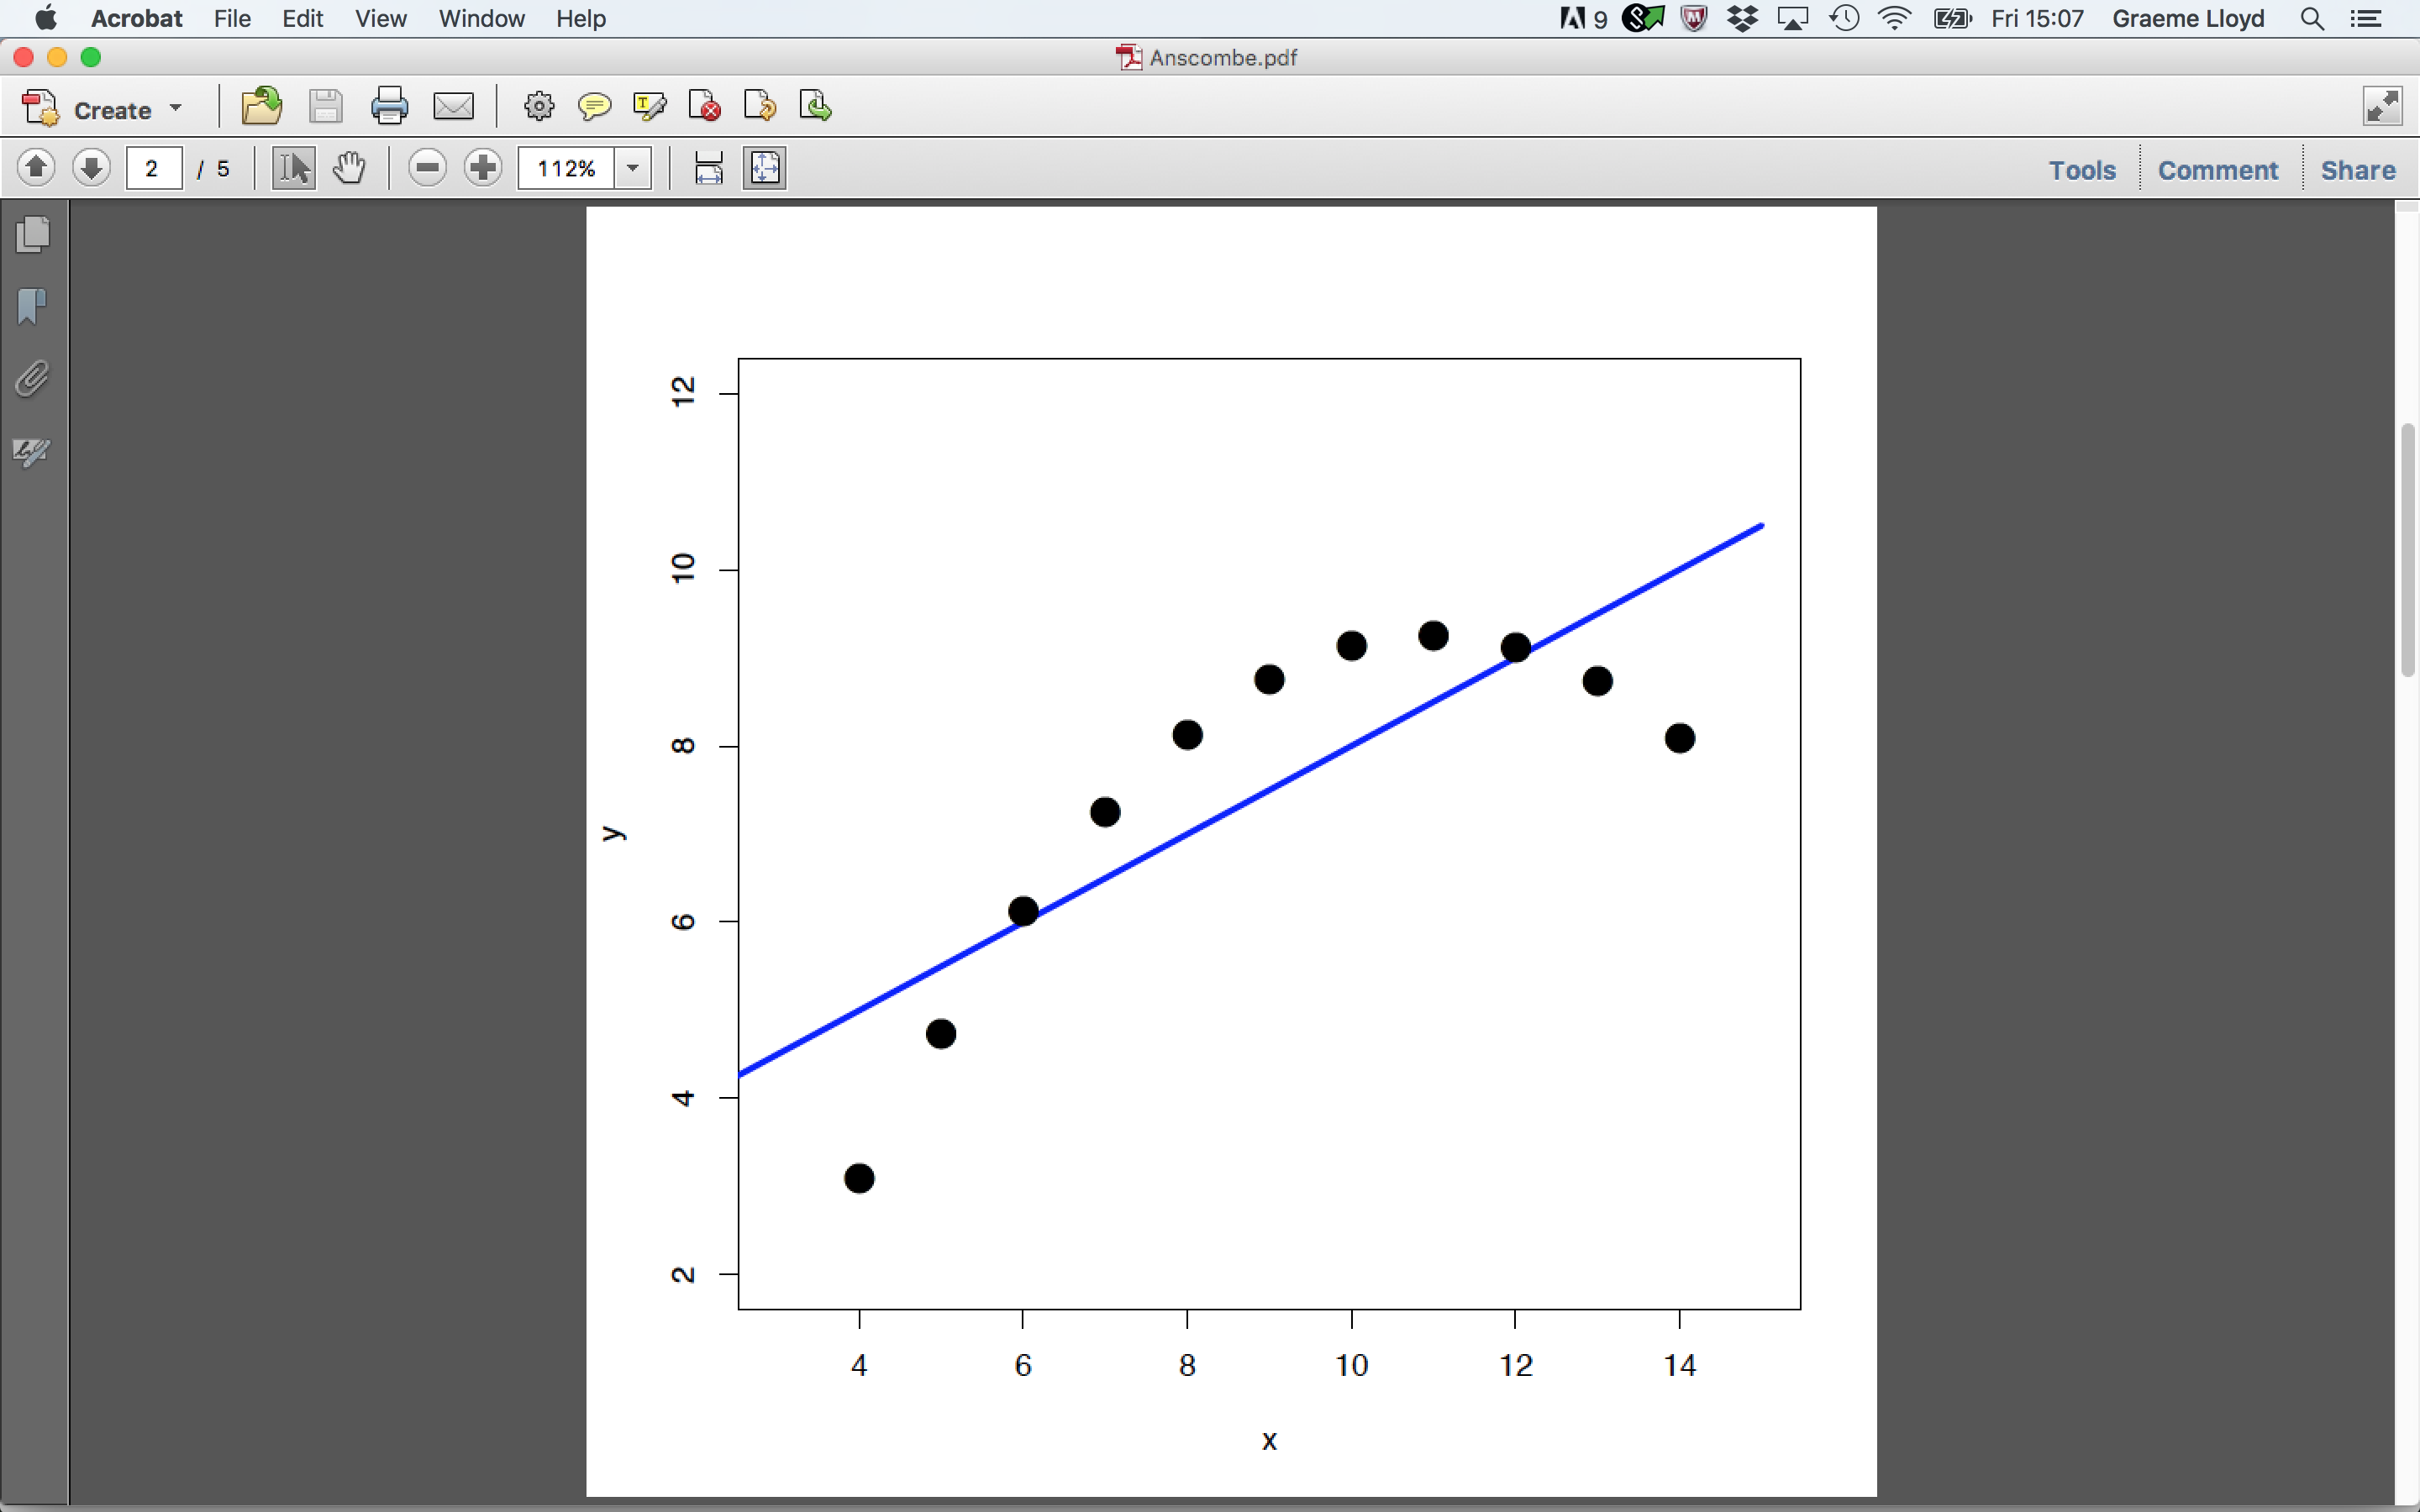 Acrobat File Edit View Window Help 9 Fri 15:07 Graeme Lloyd
Anscombe.pdf
Create
2 / 5 112% Tools Comment Share
12
10
8
6
4
2
y
4 6 8 10 12 14
x